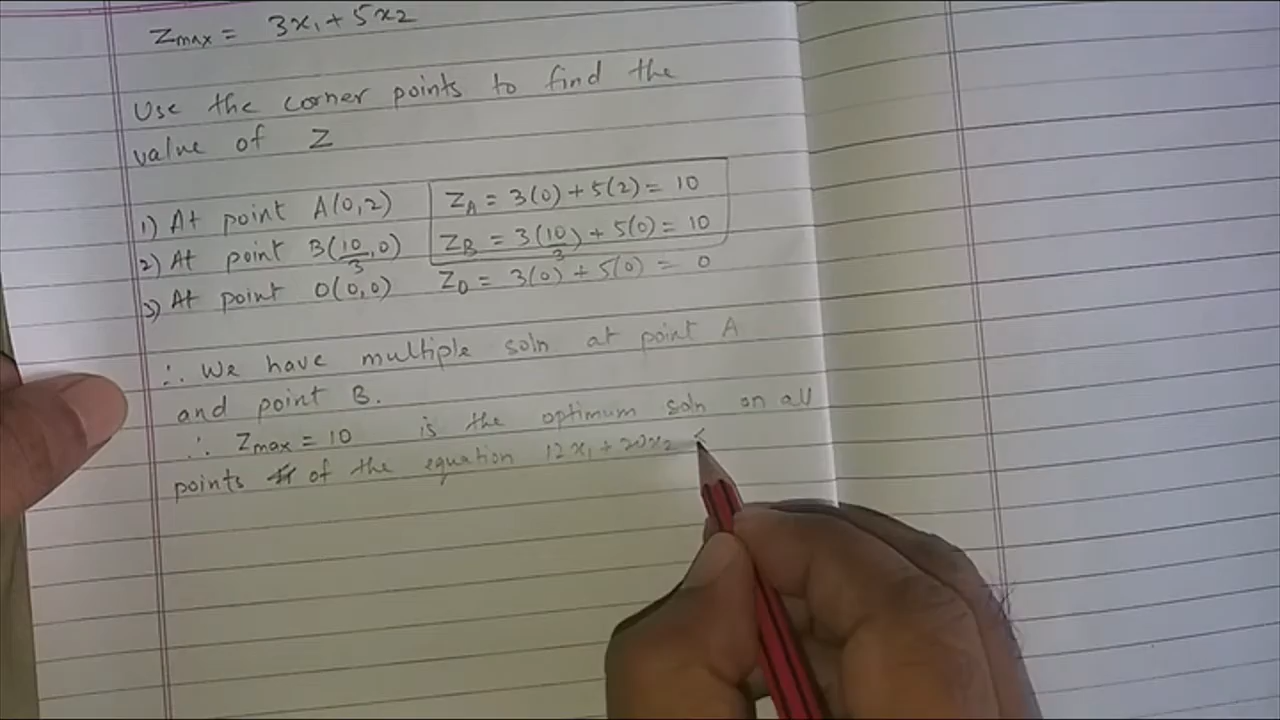 Zmax = 3x₁ + 5x₂
Use the corner points to find the
value of Z
1) At point A(0,2) Z_A = 3(0) + 5(2) = 10
2) At point B(10/3, 0) Z_B = 3(10/3) + 5(0) = 10
3) At point O(0,0) Z_O = 3(0) + 5(0) = 0
∴ We have multiple soln at point A
and point B.
∴ Zmax = 10 is the optimum soln on all
points of the equation 12x₁ + 20x₂ ≤